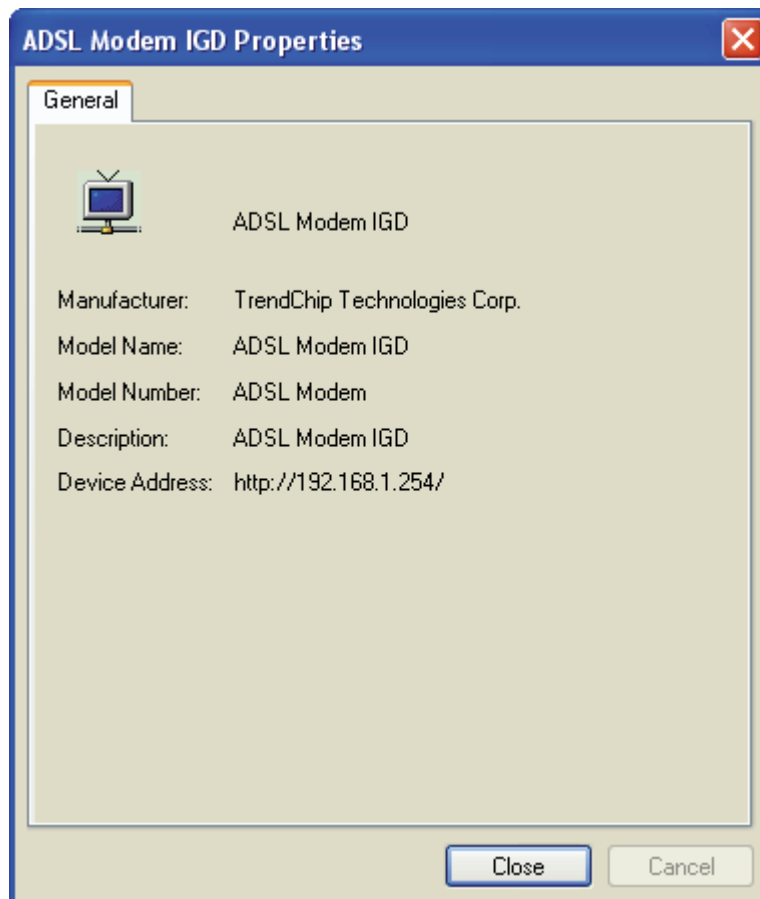 ADSL Modem IGD Properties
General
ADSL Modem IGD
Manufacturer: TrendChip Technologies Corp.
Model Name: ADSL Modem IGD
Model Number: ADSL Modem
Description: ADSL Modem IGD
Device Address: http://192.168.1.254/
Close Cancel